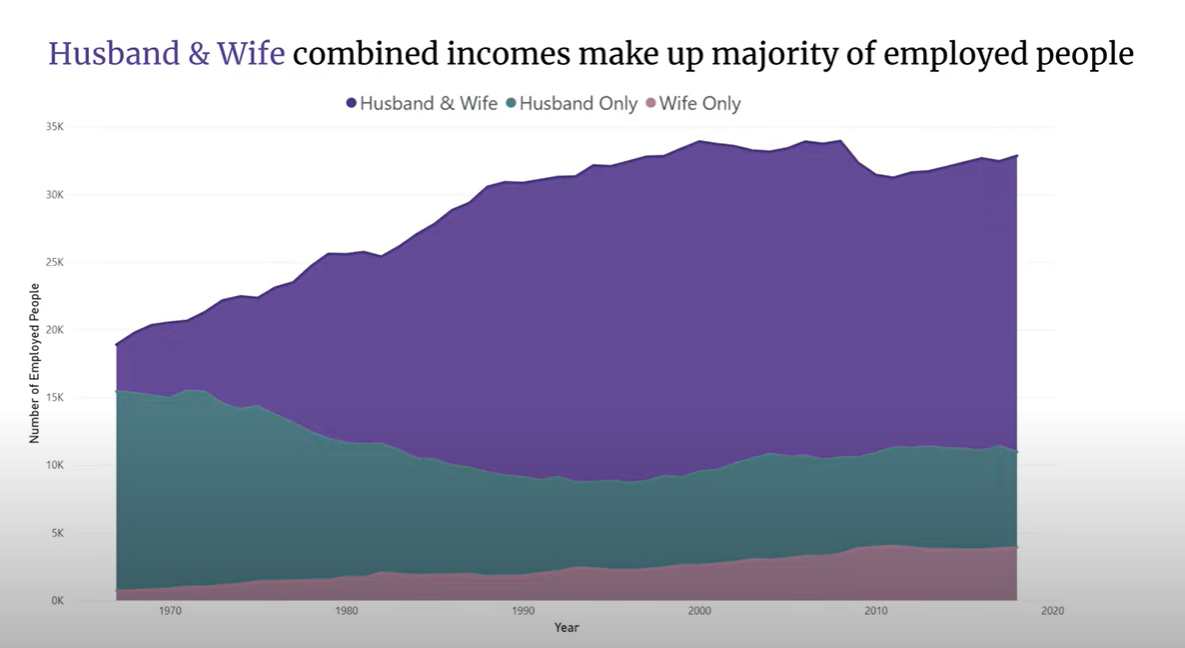 Husband & Wife combined incomes make up majority of employed people
Husband & Wife Husband Only Wife Only
35K
30K
25K
20K
15K
10K
5K
0K
Number of Employed People
1970 1980 1990 2000 2010 2020
Year